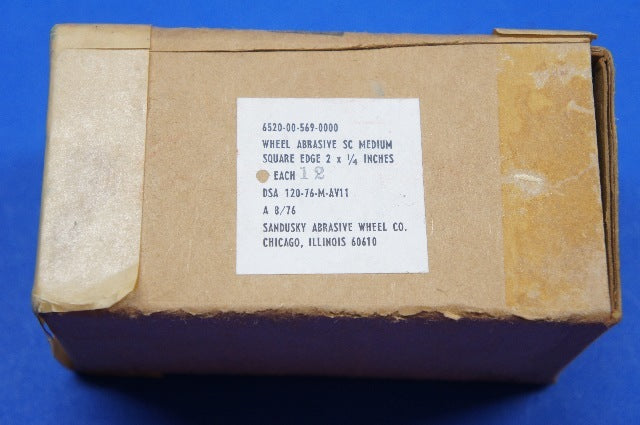 6520-00-569-0000
WHEEL ABRASIVE SC MEDIUM
SQUARE EDGE 2 x 1/4 INCHES
EACH 12
DSA 120-76-M-AV11
A 8/76
SANDUSKY ABRASIVE WHEEL CO.
CHICAGO, ILLINOIS 60610